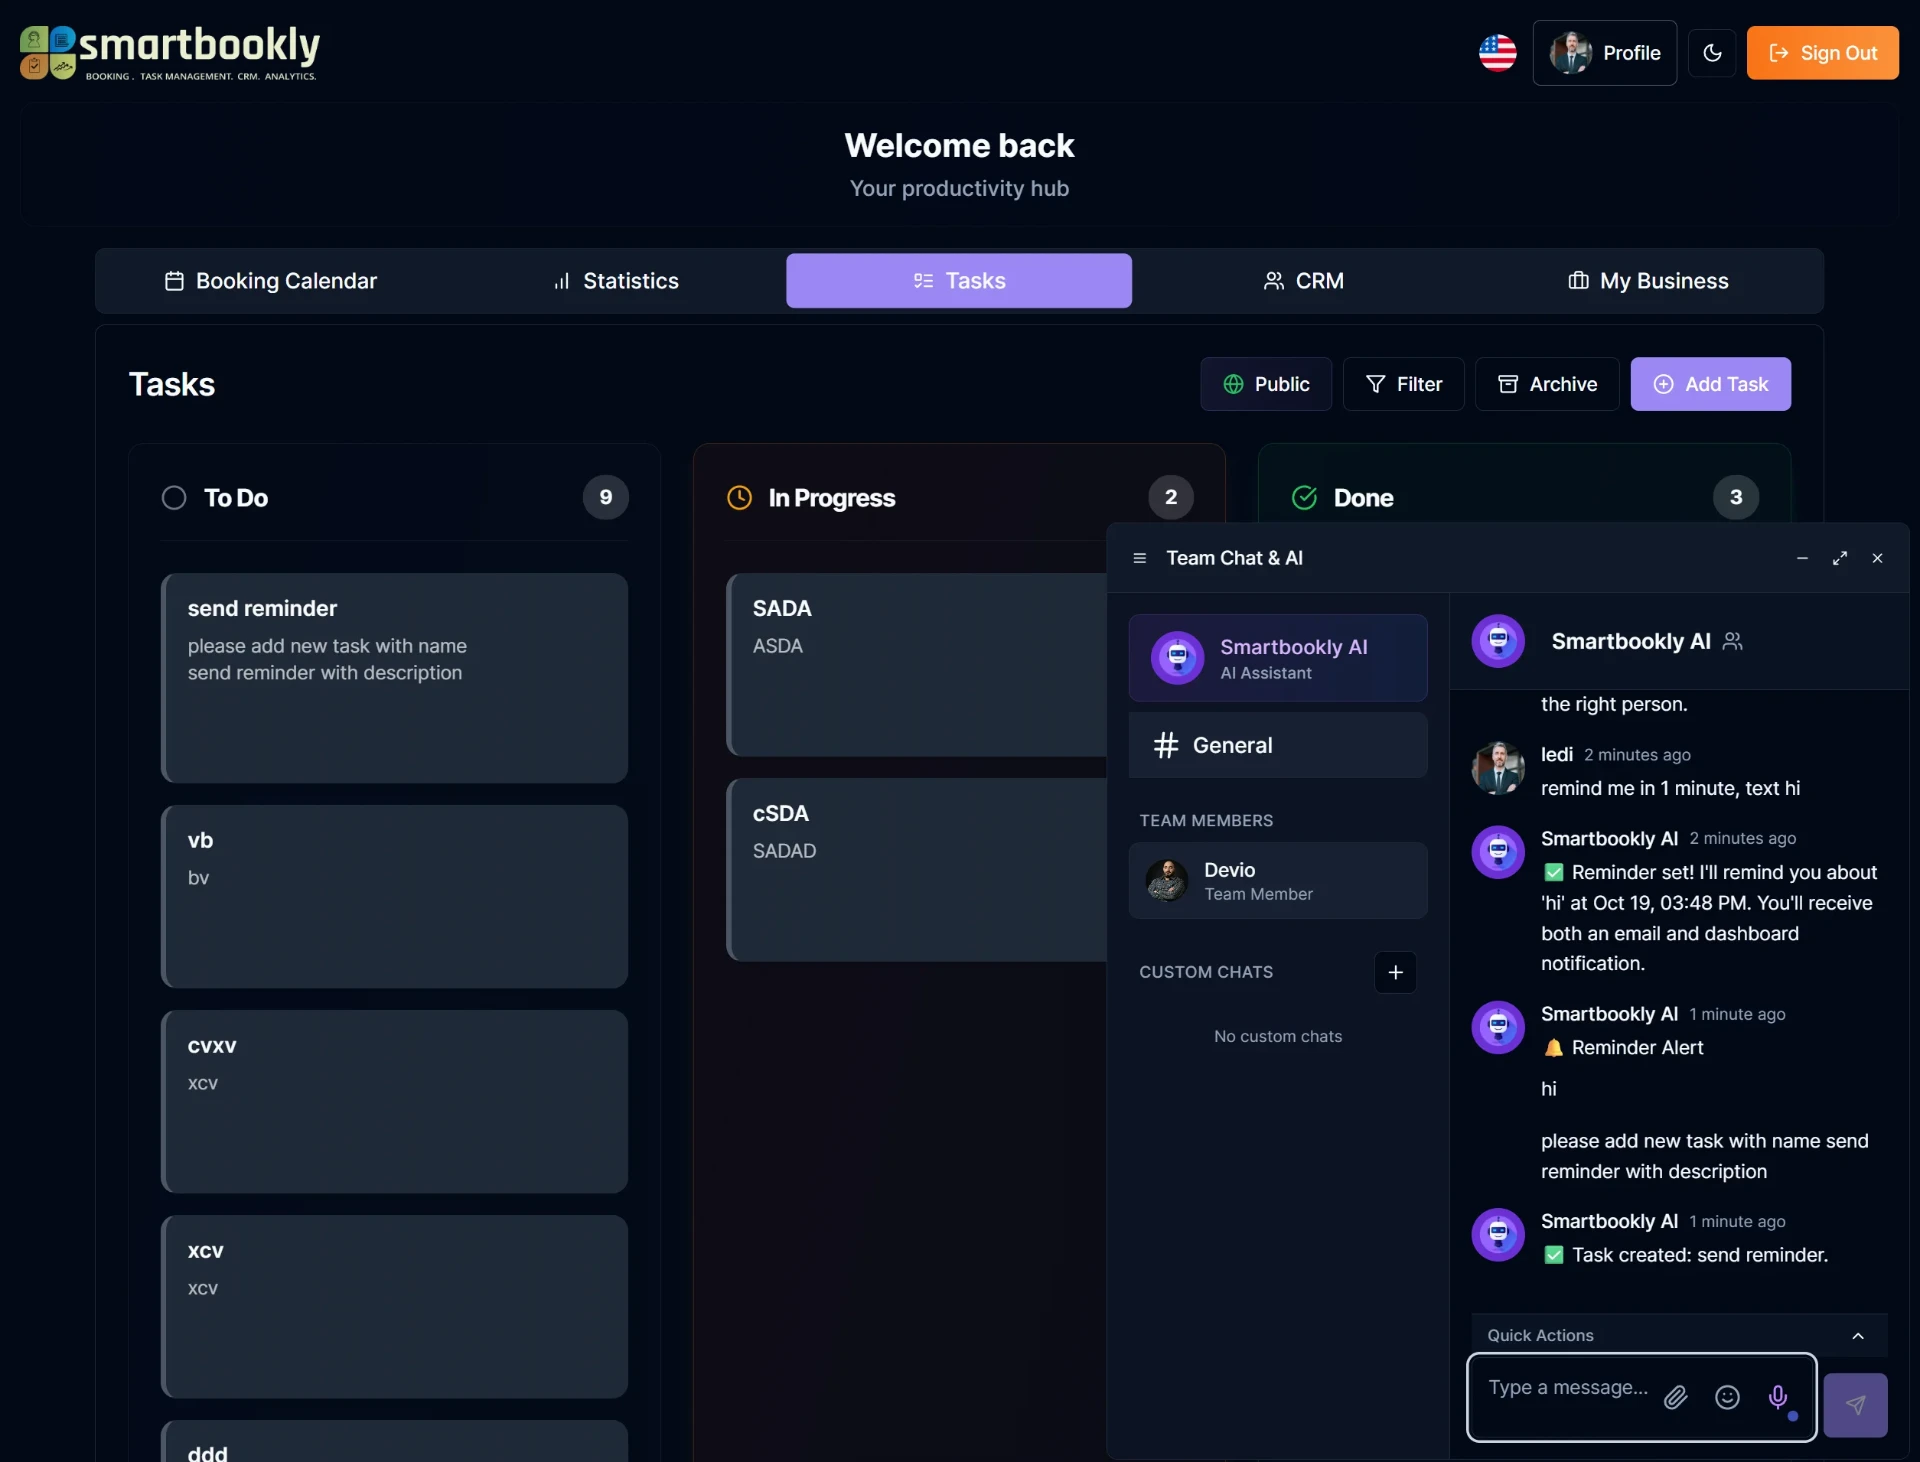 smartbookly
BOOKING . TASK MANAGEMENT. CRM. ANALYTICS.
Profile
Sign Out
Welcome back
Your productivity hub
Booking Calendar
Statistics
Tasks
CRM
My Business
Tasks
Public
Filter
Archive
Add Task
To Do
9
send reminder
please add new task with name
send reminder with description
vb
bv
cvxv
xcv
xcv
xcv
ddd
In Progress
2
SADA
ASDA
cSDA
SADAD
Done
3
Team Chat & AI
Smartbookly AI
AI Assistant
General
TEAM MEMBERS
Devio
Team Member
CUSTOM CHATS
No custom chats
Smartbookly AI
the right person.
ledi 2 minutes ago
remind me in 1 minute, text hi
Smartbookly AI 2 minutes ago
✅ Reminder set! I'll remind you about
'hi' at Oct 19, 03:48 PM. You'll receive
both an email and dashboard
notification.
Smartbookly AI 1 minute ago
🔔 Reminder Alert
hi
please add new task with name send
reminder with description
Smartbookly AI 1 minute ago
✅ Task created: send reminder.
Quick Actions
Type a message...